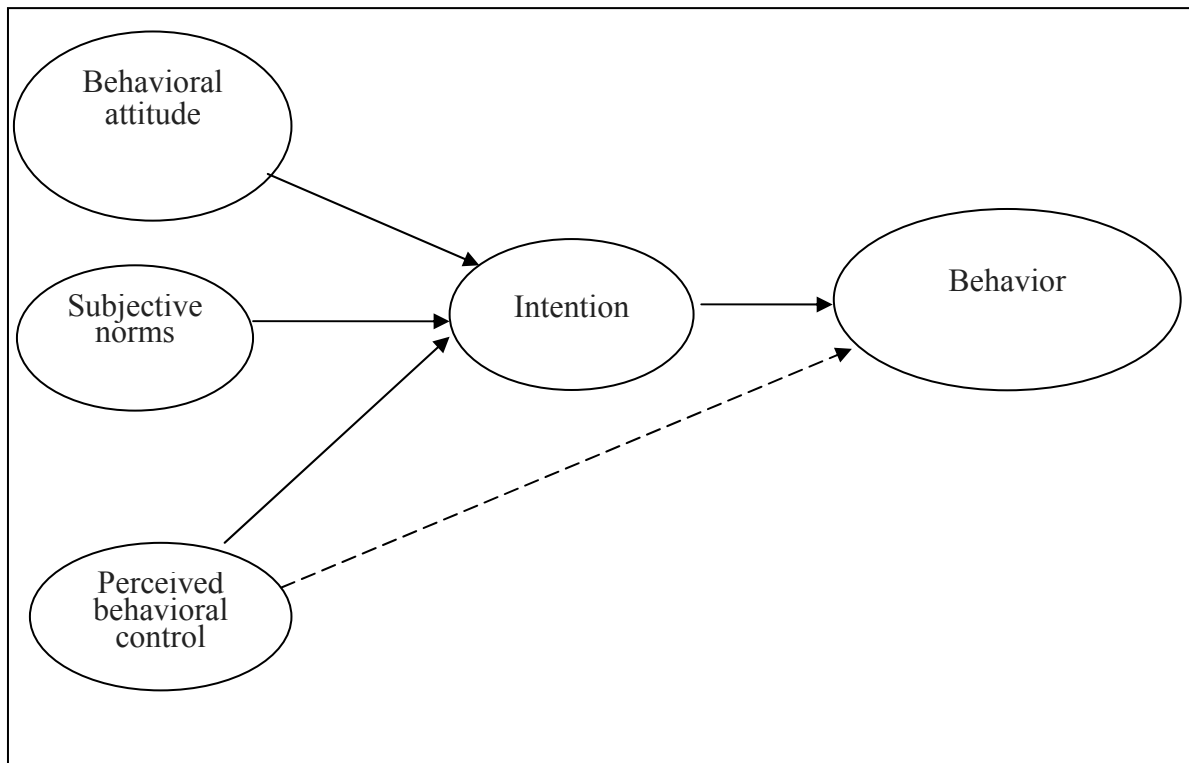 Behavioral
attitude
Subjective
norms
Intention
Behavior
Perceived
behavioral
control